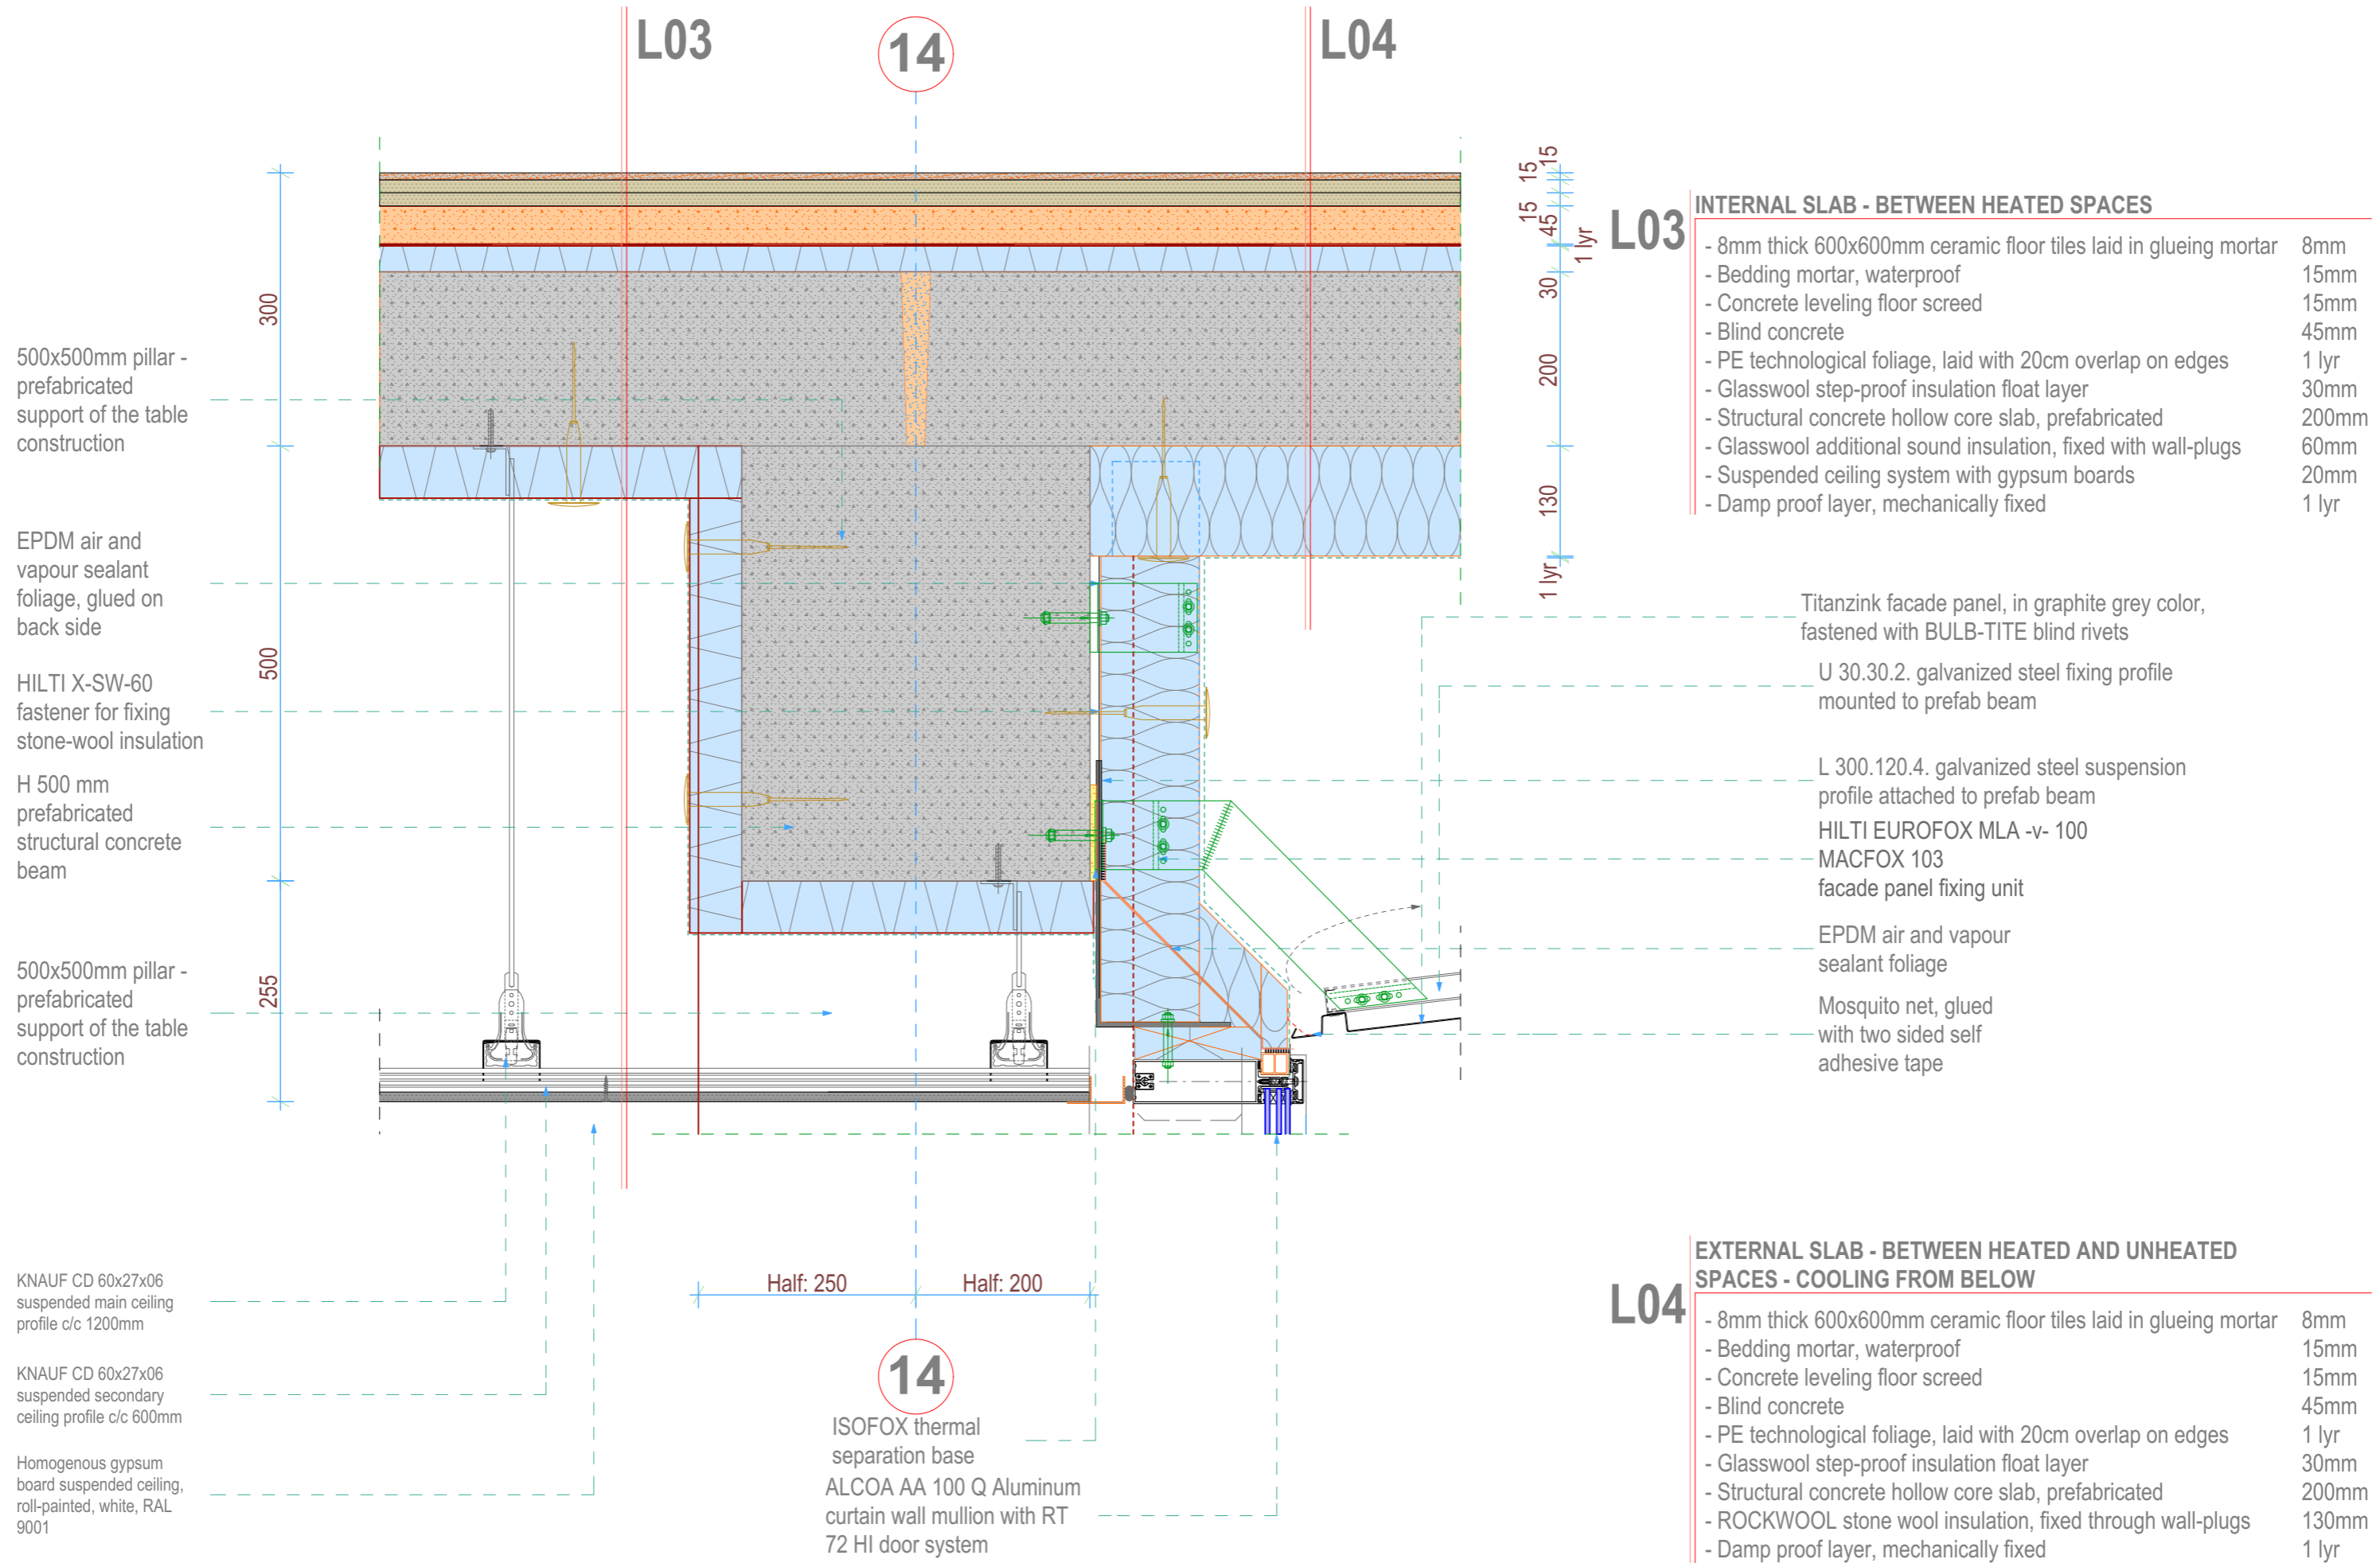 L03
14
L04
15
15
15
45
1 lyr
30
200
130
1 lyr
300
500
255
500x500mm pillar -
prefabricated
support of the table
construction
EPDM air and
vapour sealant
foliage, glued on
back side
HILTI X-SW-60
fastener for fixing
stone-wool insulation
H 500 mm
prefabricated
structural concrete
beam
500x500mm pillar -
prefabricated
support of the table
construction
KNAUF CD 60x27x06
suspended main ceiling
profile c/c 1200mm
KNAUF CD 60x27x06
suspended secondary
ceiling profile c/c 600mm
Homogenous gypsum
board suspended ceiling,
roll-painted, white, RAL
9001
Half: 250
Half: 200
14
ISOFOX thermal
separation base
ALCOA AA 100 Q Aluminum
curtain wall mullion with RT
72 HI door system
L03
INTERNAL SLAB - BETWEEN HEATED SPACES
- 8mm thick 600x600mm ceramic floor tiles laid in glueing mortar 8mm
- Bedding mortar, waterproof 15mm
- Concrete leveling floor screed 15mm
- Blind concrete 45mm
- PE technological foliage, laid with 20cm overlap on edges 1 lyr
- Glasswool step-proof insulation float layer 30mm
- Structural concrete hollow core slab, prefabricated 200mm
- Glasswool additional sound insulation, fixed with wall-plugs 60mm
- Suspended ceiling system with gypsum boards 20mm
- Damp proof layer, mechanically fixed 1 lyr
Titanzink facade panel, in graphite grey color,
fastened with BULB-TITE blind rivets
U 30.30.2. galvanized steel fixing profile
mounted to prefab beam
L 300.120.4. galvanized steel suspension
profile attached to prefab beam
HILTI EUROFOX MLA -v- 100
MACFOX 103
facade panel fixing unit
EPDM air and vapour
sealant foliage
Mosquito net, glued
with two sided self
adhesive tape
L04
EXTERNAL SLAB - BETWEEN HEATED AND UNHEATED
SPACES - COOLING FROM BELOW
- 8mm thick 600x600mm ceramic floor tiles laid in glueing mortar 8mm
- Bedding mortar, waterproof 15mm
- Concrete leveling floor screed 15mm
- Blind concrete 45mm
- PE technological foliage, laid with 20cm overlap on edges 1 lyr
- Glasswool step-proof insulation float layer 30mm
- Structural concrete hollow core slab, prefabricated 200mm
- ROCKWOOL stone wool insulation, fixed through wall-plugs 130mm
- Damp proof layer, mechanically fixed 1 lyr